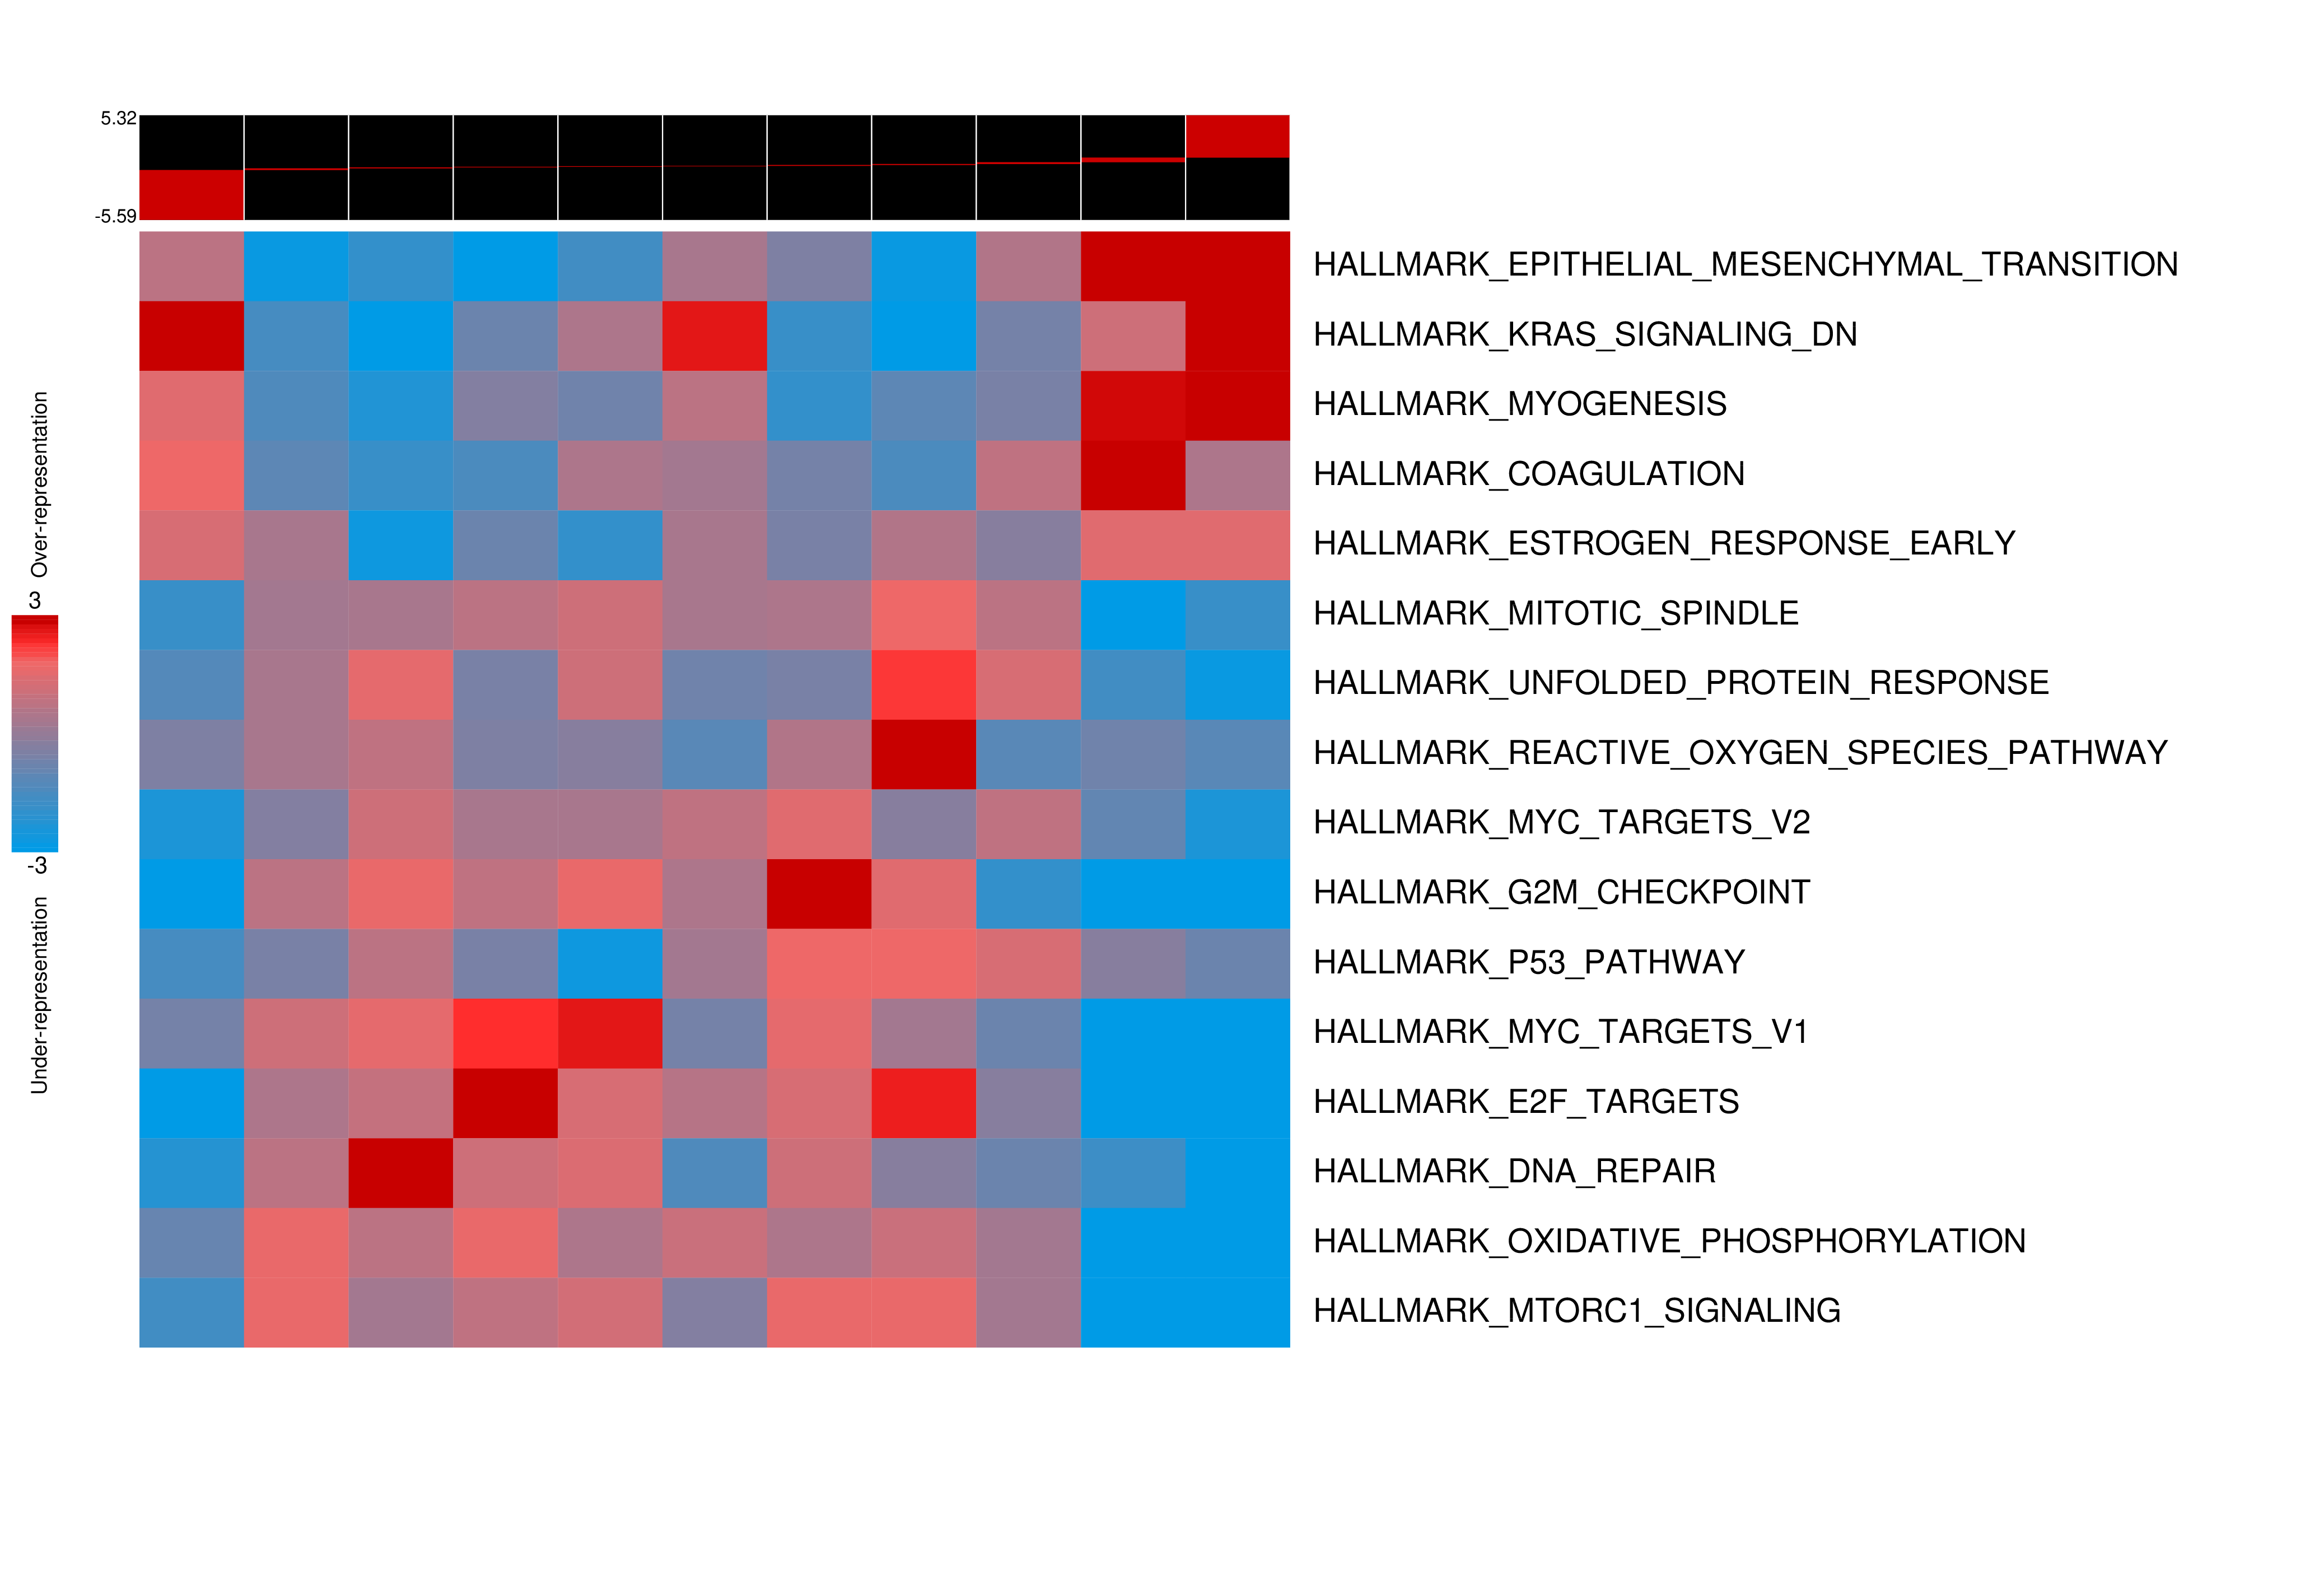 5.32
-5.59
HALLMARK_EPITHELIAL_MESENCHYMAL_TRANSITION
HALLMARK_KRAS_SIGNALING_DN
HALLMARK_MYOGENESIS
HALLMARK_COAGULATION
HALLMARK_ESTROGEN_RESPONSE_EARLY
HALLMARK_MITOTIC_SPINDLE
HALLMARK_UNFOLDED_PROTEIN_RESPONSE
HALLMARK_REACTIVE_OXYGEN_SPECIES_PATHWAY
HALLMARK_MYC_TARGETS_V2
HALLMARK_G2M_CHECKPOINT
HALLMARK_P53_PATHWAY
HALLMARK_MYC_TARGETS_V1
HALLMARK_E2F_TARGETS
HALLMARK_DNA_REPAIR
HALLMARK_OXIDATIVE_PHOSPHORYLATION
HALLMARK_MTORC1_SIGNALING
Over-representation
3
-3
Under-representation